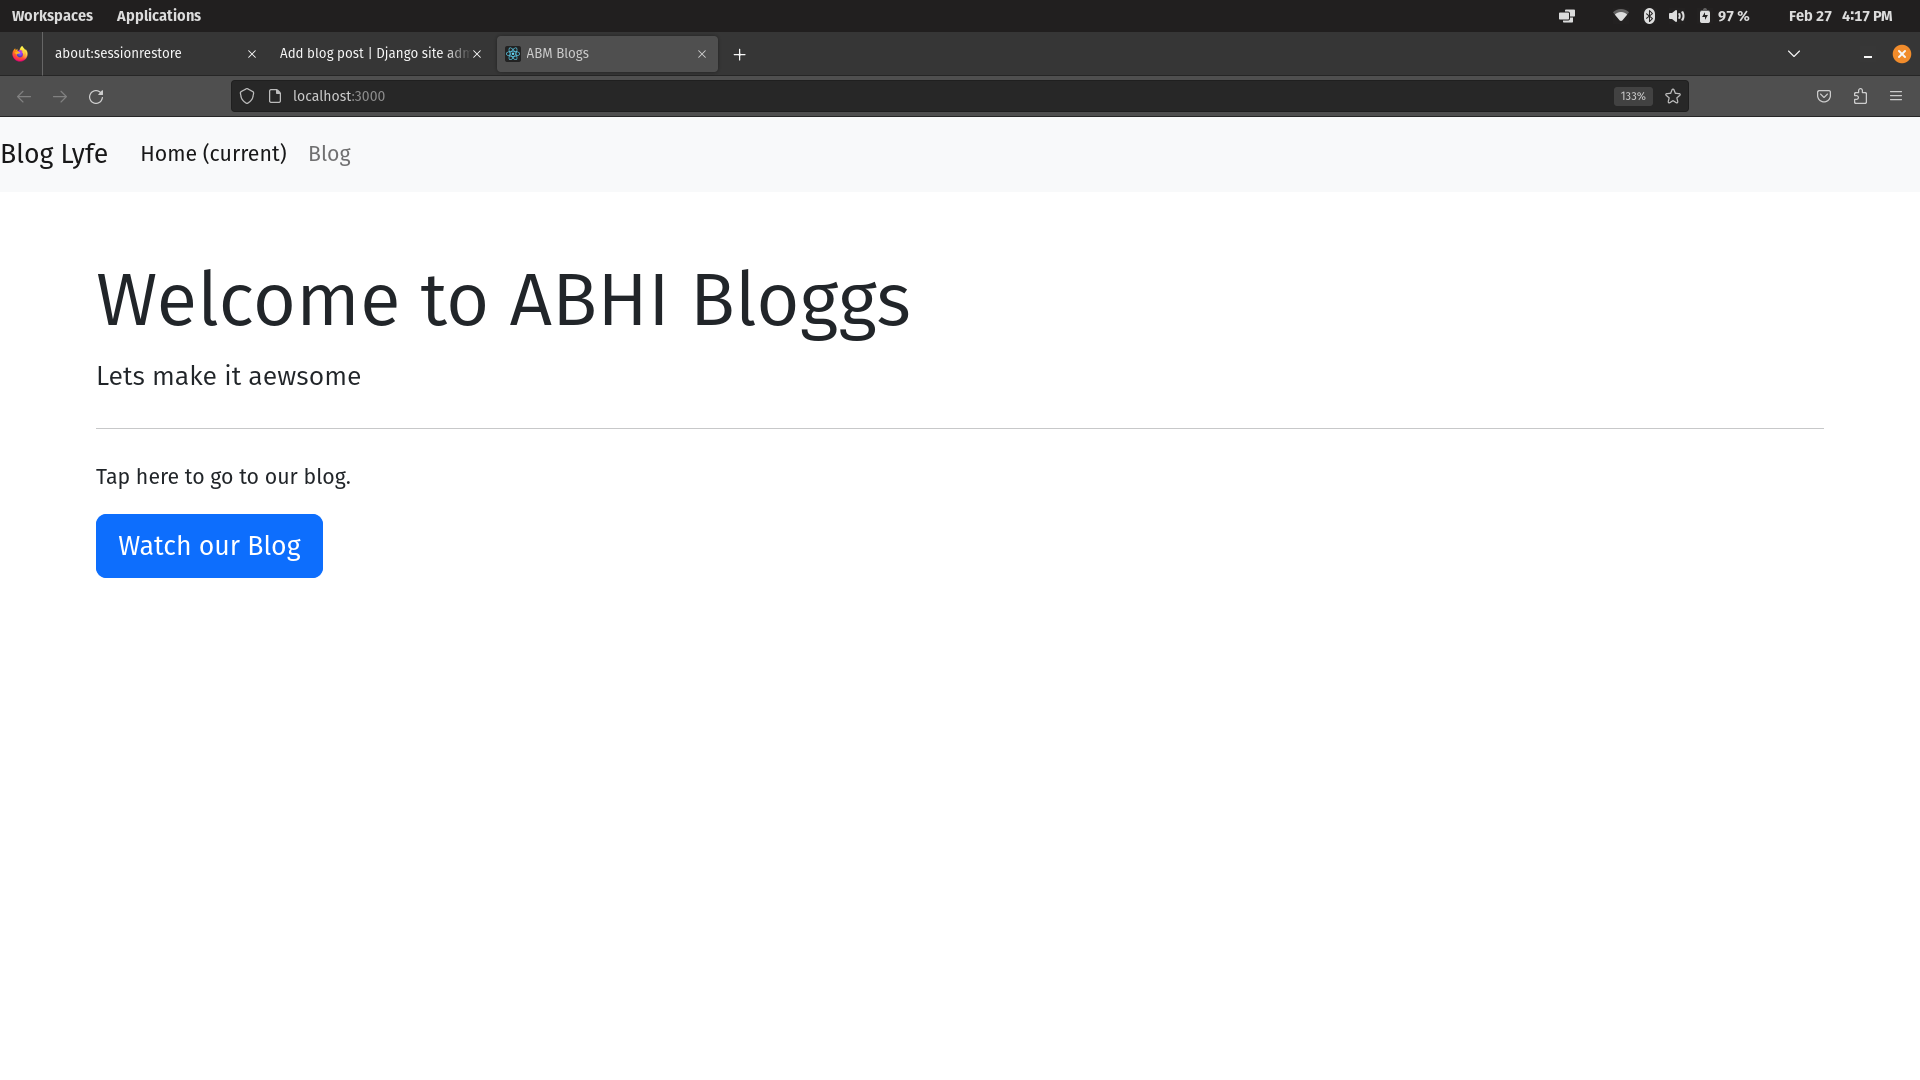 Workspaces Applications 97 % Feb 27 4:17 PM
about:sessionrestore Add blog post | Django site adm ABM Blogs
localhost:3000 133%
Blog Lyfe Home (current) Blog
Welcome to ABHI Bloggs
Lets make it aewsome
Tap here to go to our blog.
Watch our Blog